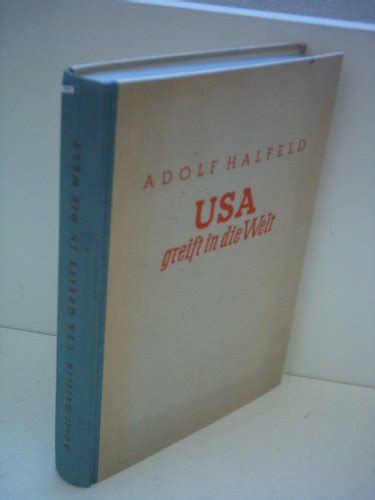 ADOLF HALFELD
USA
greift in die Welt
Adolf Halfeld USA GREIFT IN DIE WELT